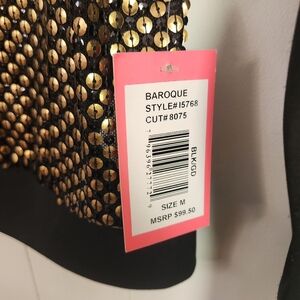 BAROQUE
STYLE# I5768
CUT# 8075
BLK/GD
SIZE M
MSRP $99.50